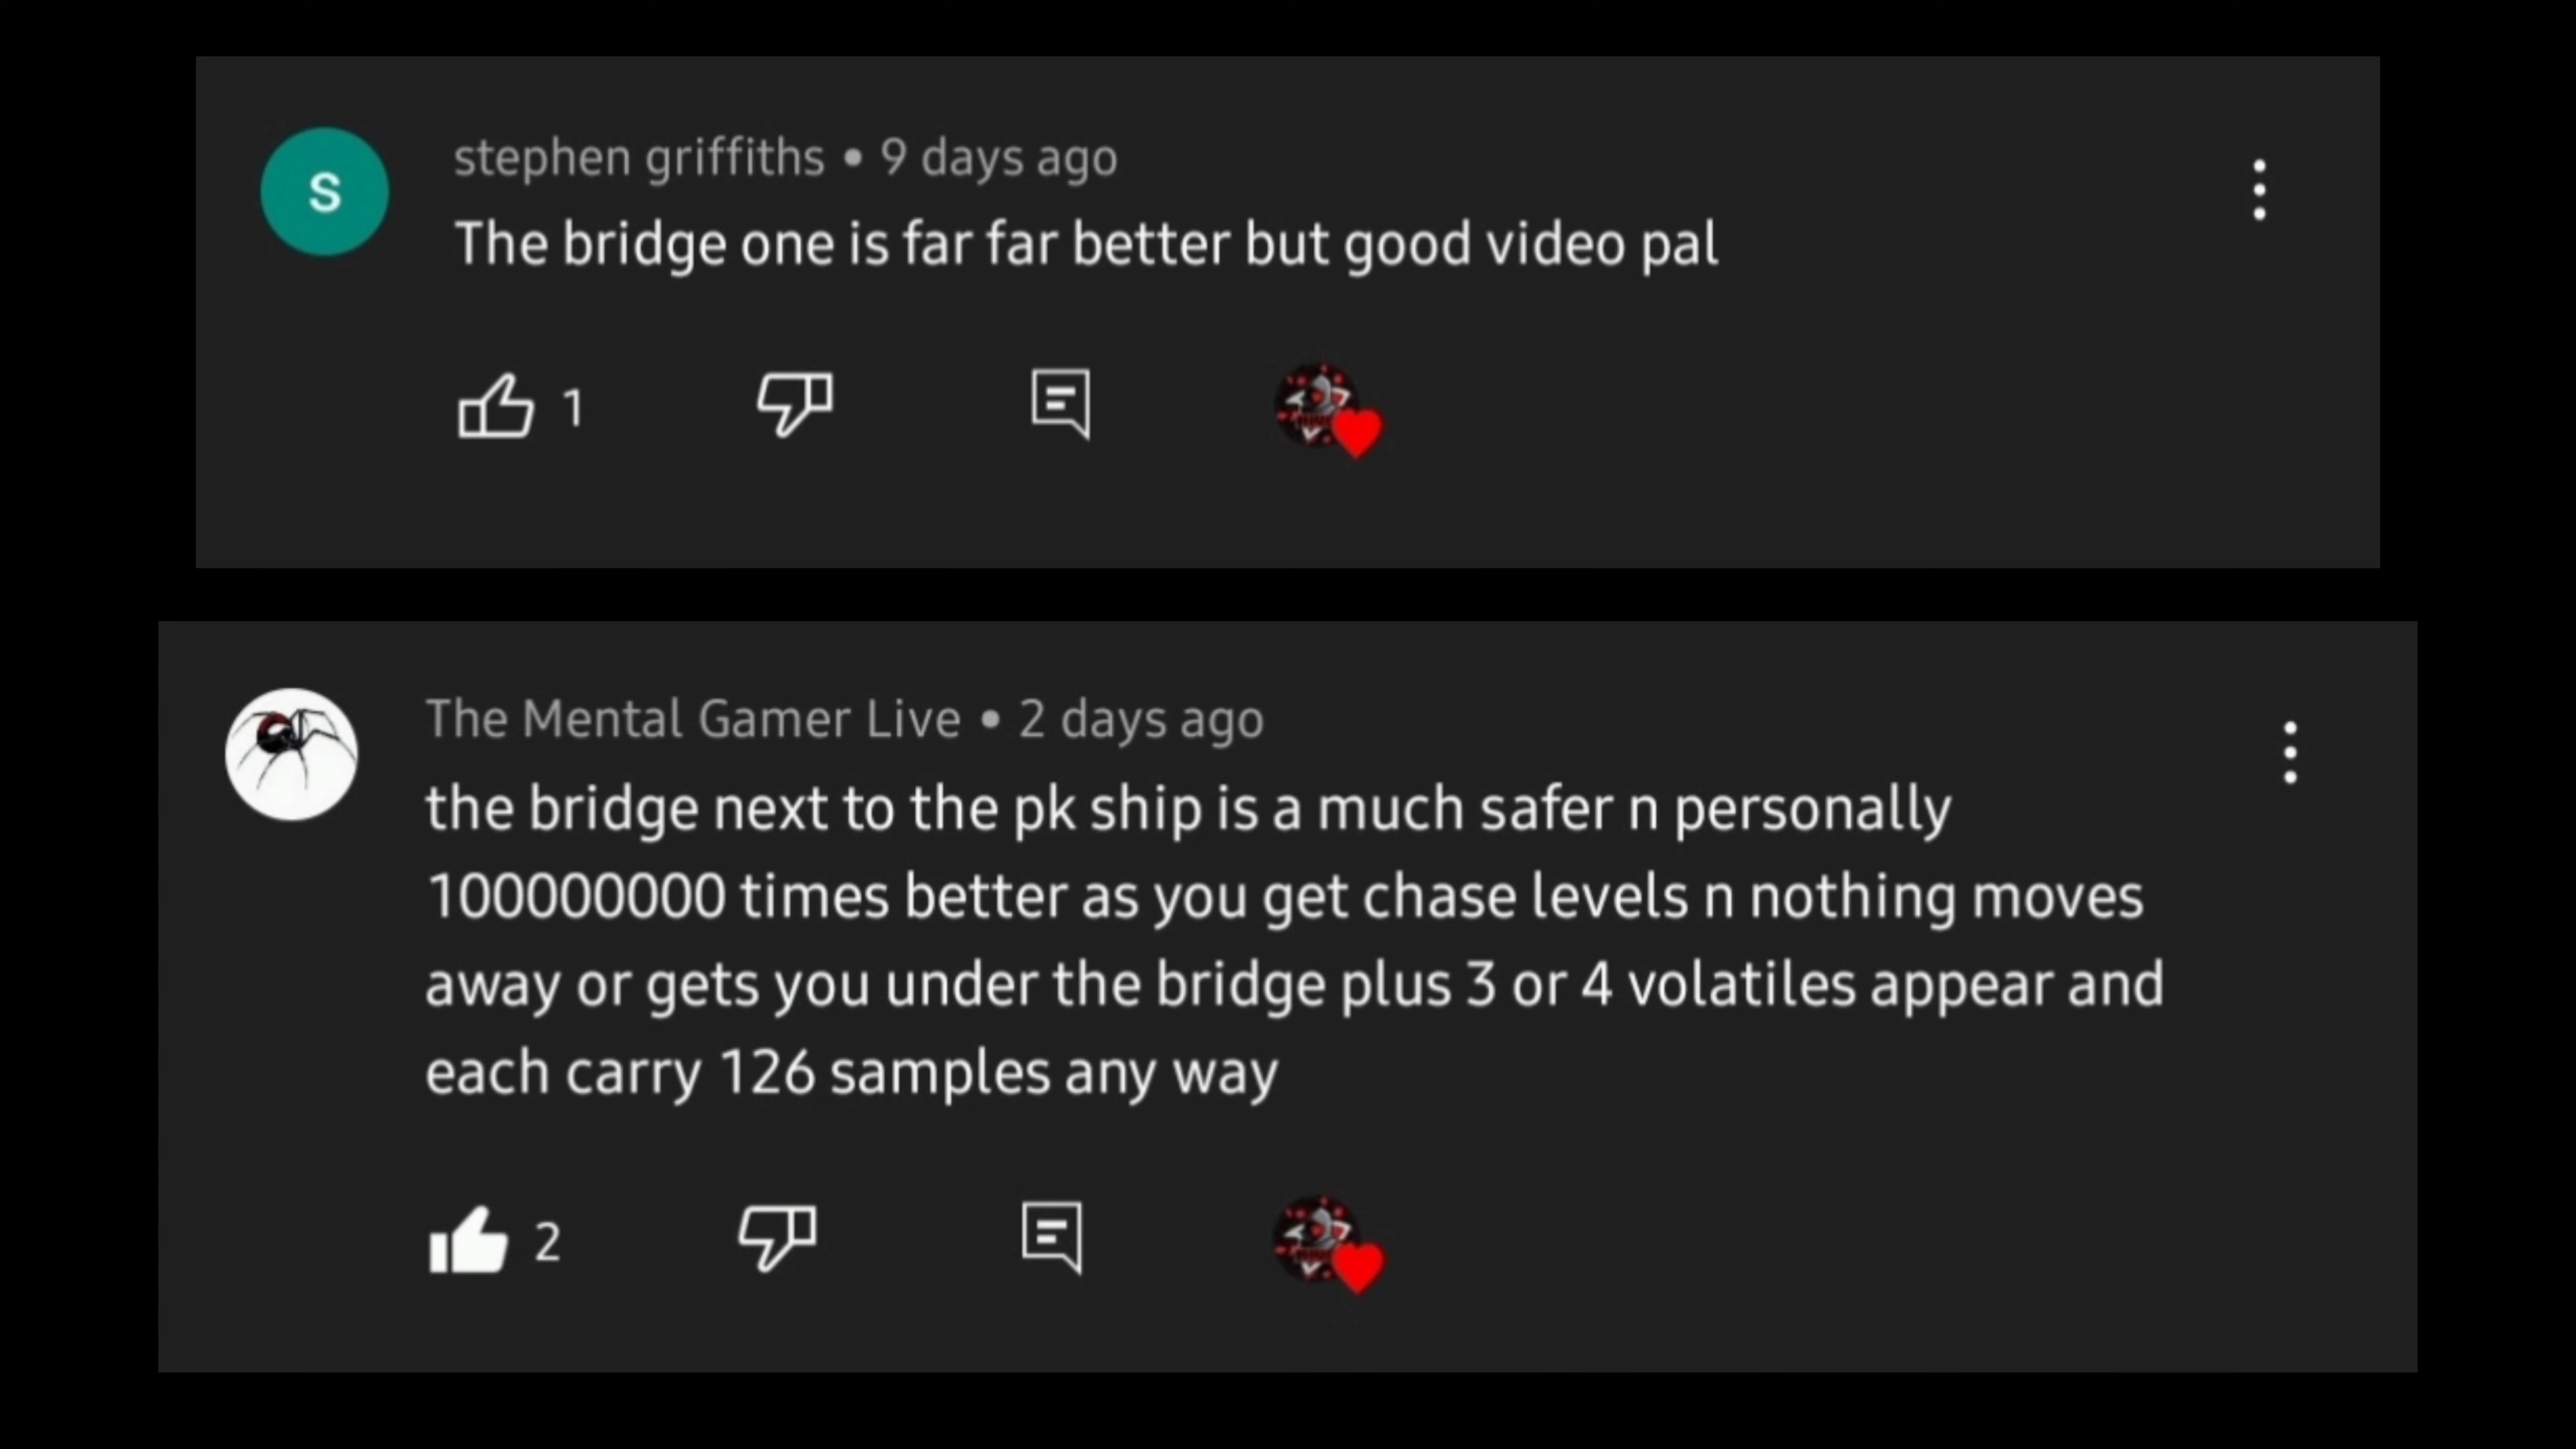 S
stephen griffiths • 9 days ago
The bridge one is far far better but good video pal
1
The Mental Gamer Live • 2 days ago
the bridge next to the pk ship is a much safer n personally
100000000 times better as you get chase levels n nothing moves
away or gets you under the bridge plus 3 or 4 volatiles appear and
each carry 126 samples any way
2